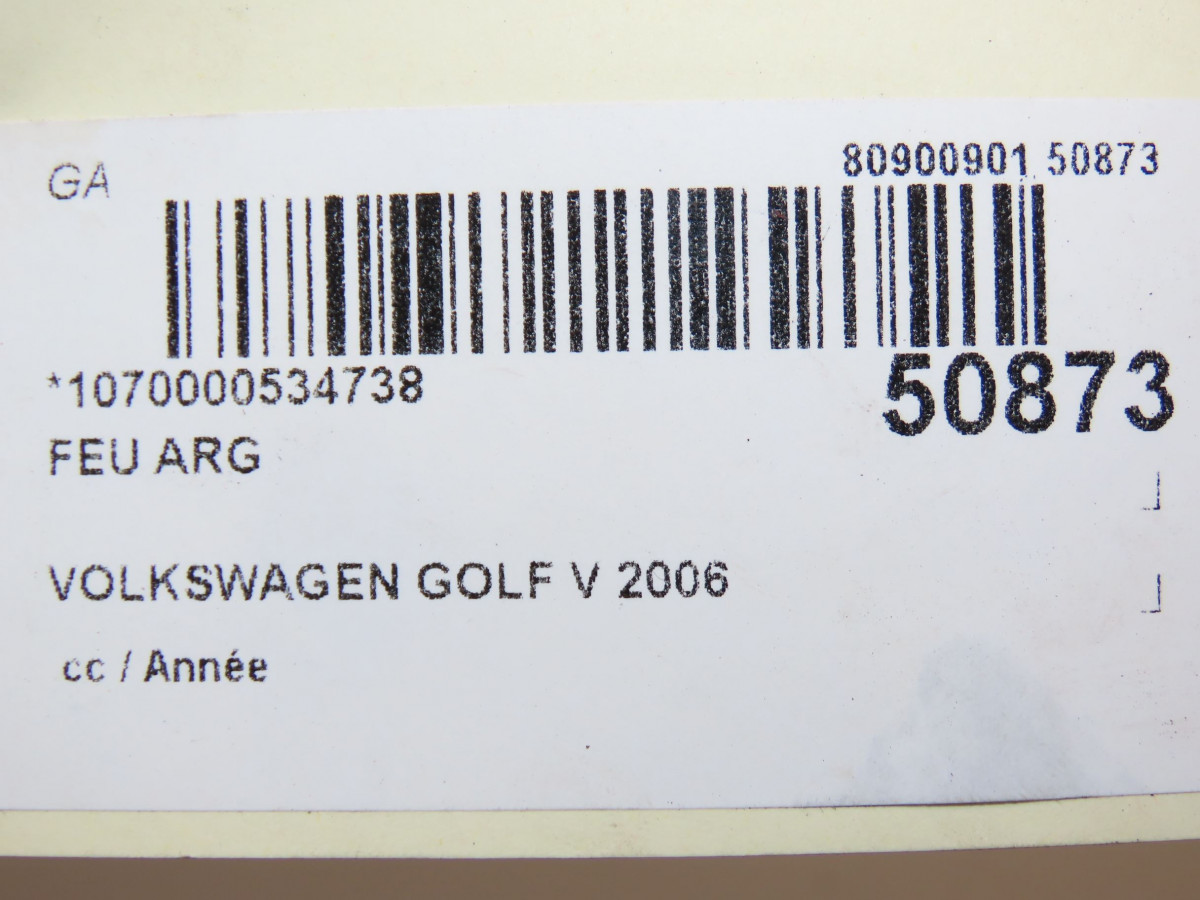 GA
80900901 50873
*1070000534738
50873
FEU ARG
VOLKSWAGEN GOLF V 2006
cc / Année